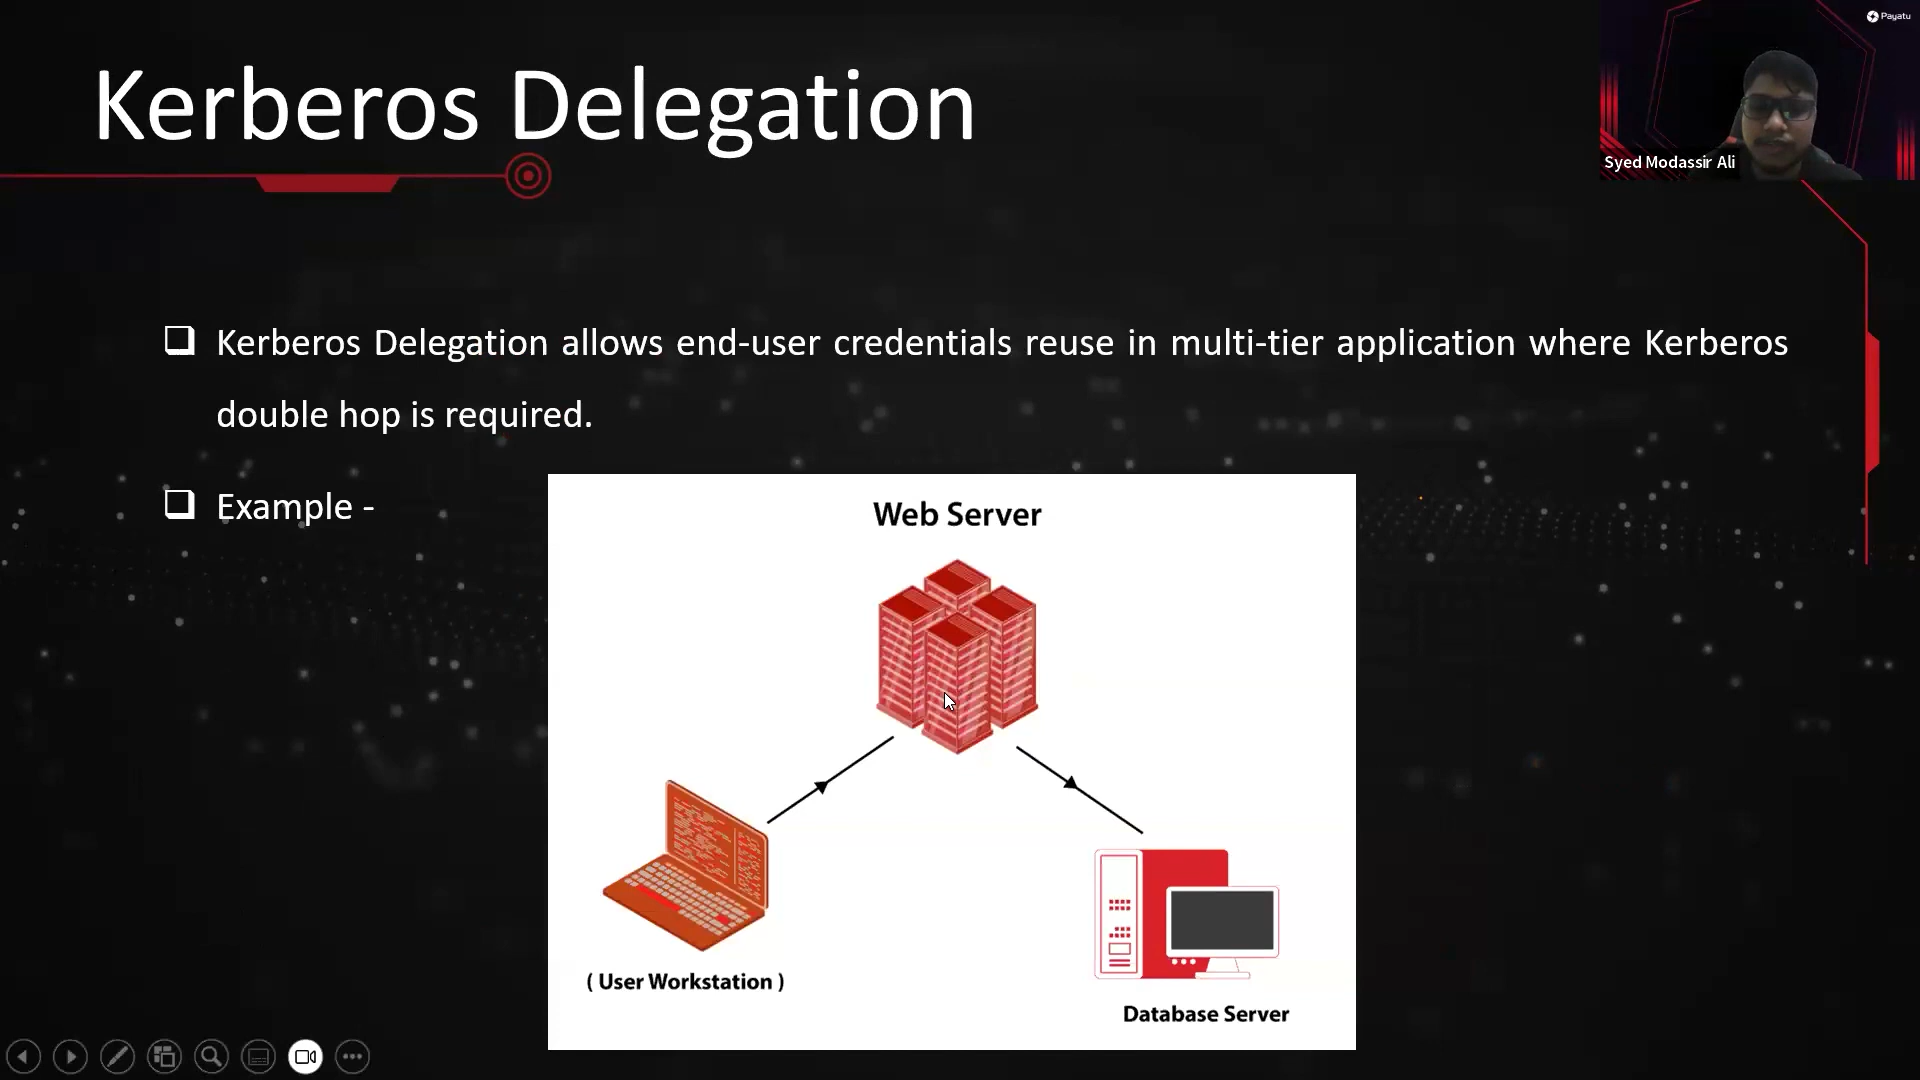 Kerberos Delegation
Payatu
Syed Modassir Ali
❑ Kerberos Delegation allows end-user credentials reuse in multi-tier application where Kerberos
double hop is required.
❑ Example -
Web Server
( User Workstation )
Database Server